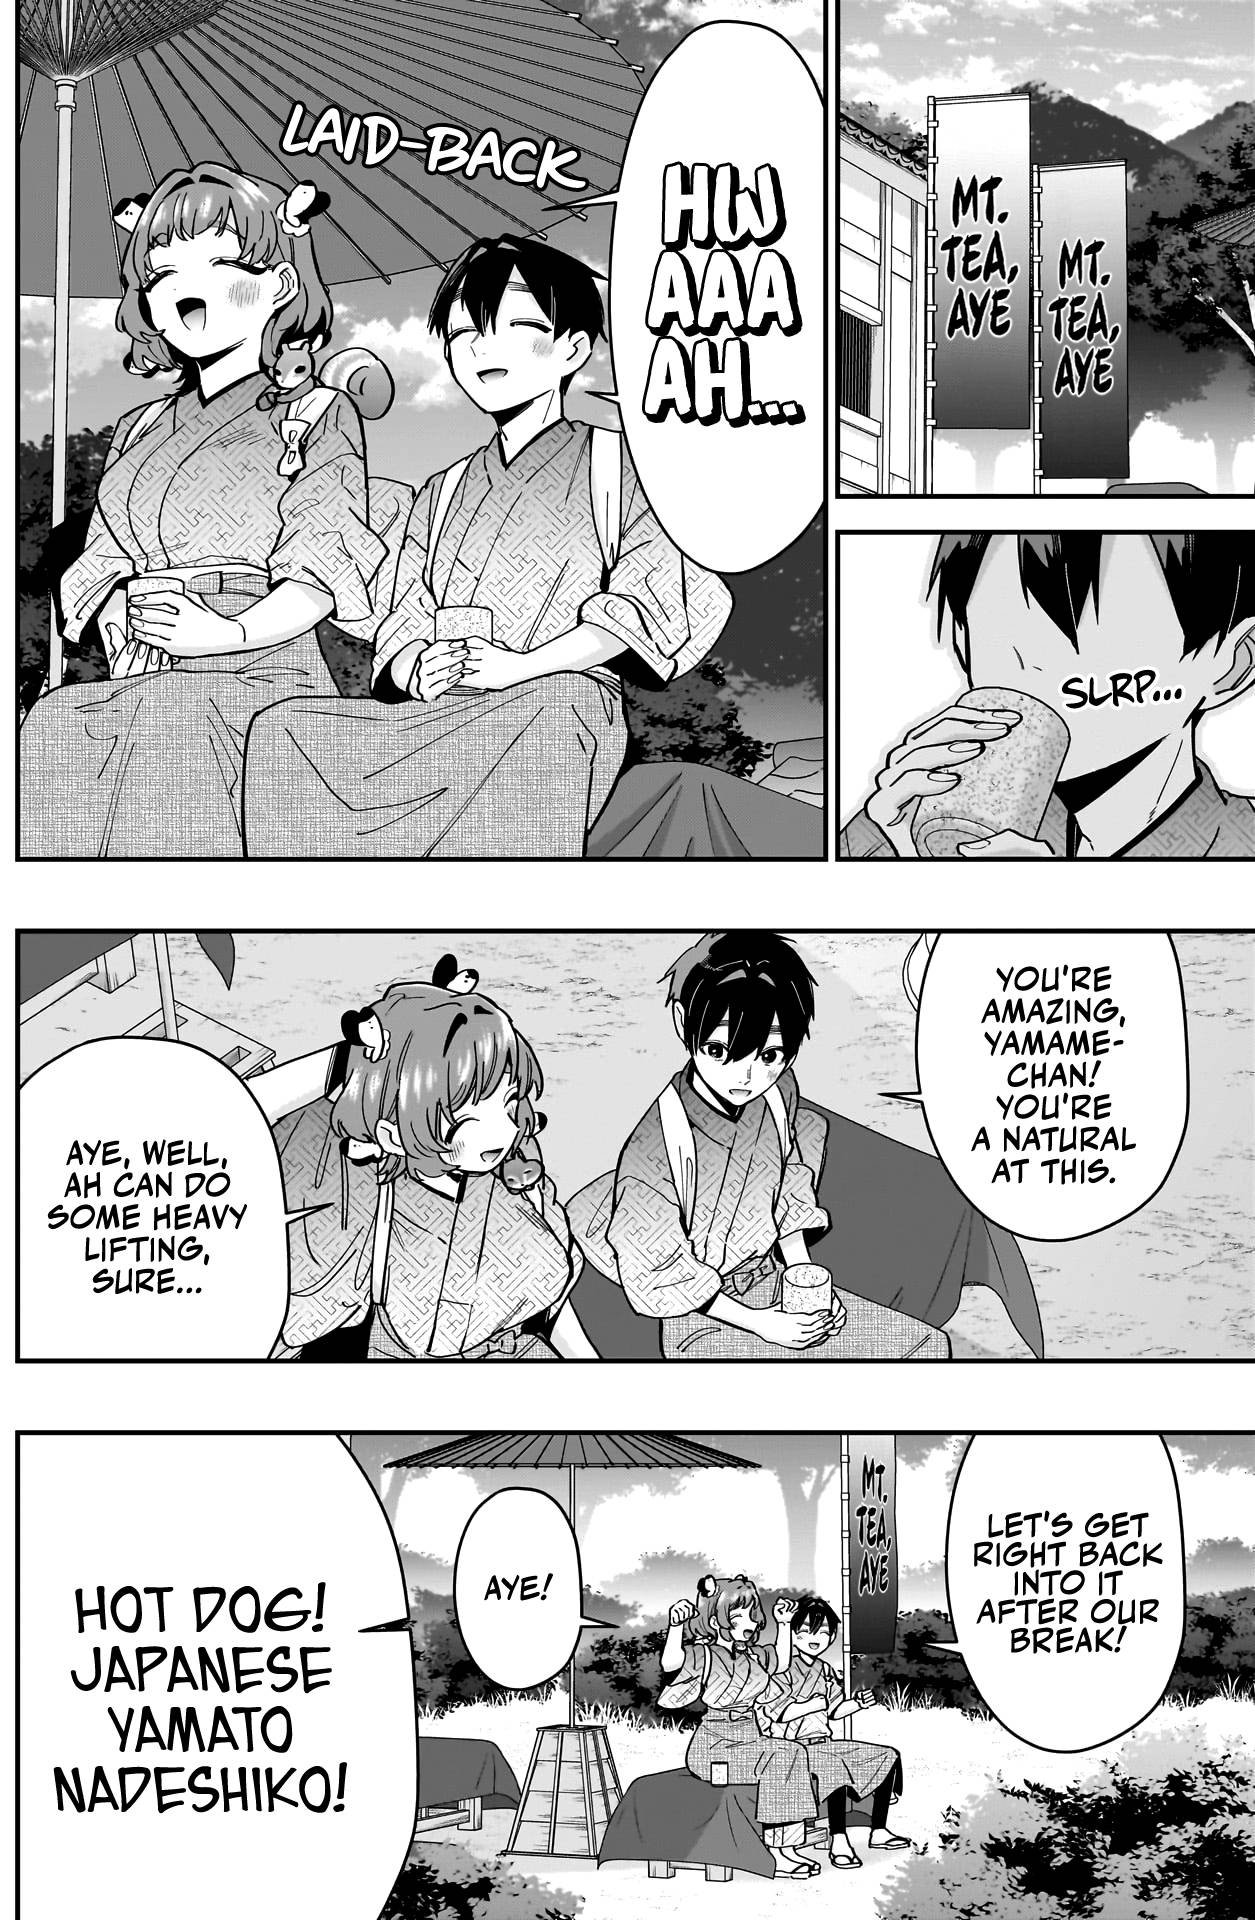 MT.
TEA,
AYE
MT.
TEA,
AYE
SLRP...
HW
AAA
AH...
LAID-BACK
YOU'RE
AMAZING,
YAMAME-
CHAN!
YOU'RE
A NATURAL
AT THIS.
AYE, WELL,
AH CAN DO
SOME HEAVY
LIFTING,
SURE...
LET'S GET
RIGHT BACK
INTO IT
AFTER OUR
BREAK!
MT.
TEA,
AYE
AYE!
HOT DOG!
JAPANESE
YAMATO
NADESHIKO!